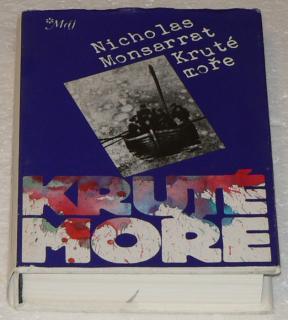 Mf
Nicholas
Monsarrat
Kruté
moře
KRUTÉ
MOŘE